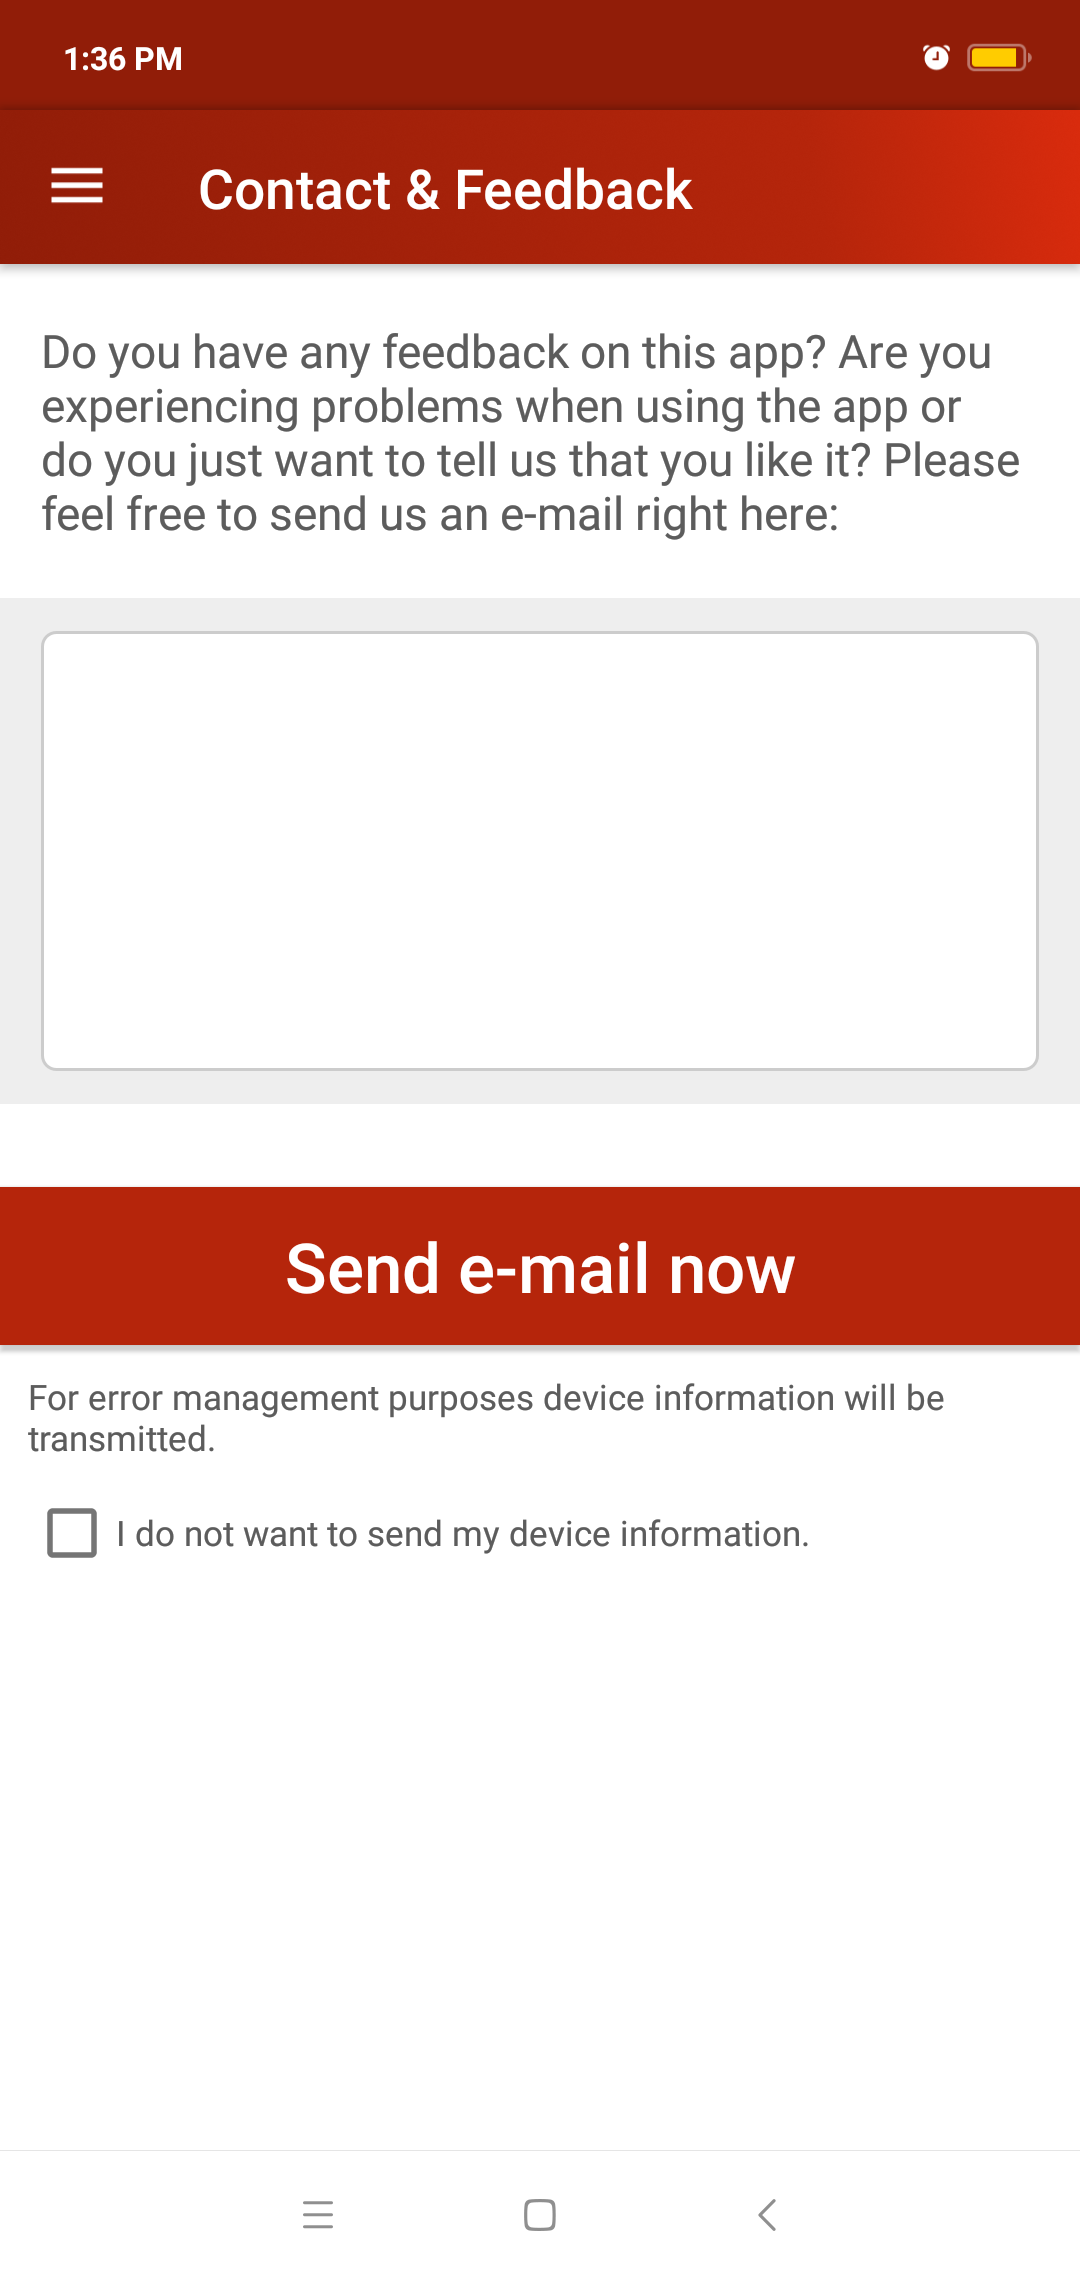 1:36 PM
Contact & Feedback
Do you have any feedback on this app? Are you
experiencing problems when using the app or
do you just want to tell us that you like it? Please
feel free to send us an e-mail right here:
Send e-mail now
For error management purposes device information will be
transmitted.
I do not want to send my device information.